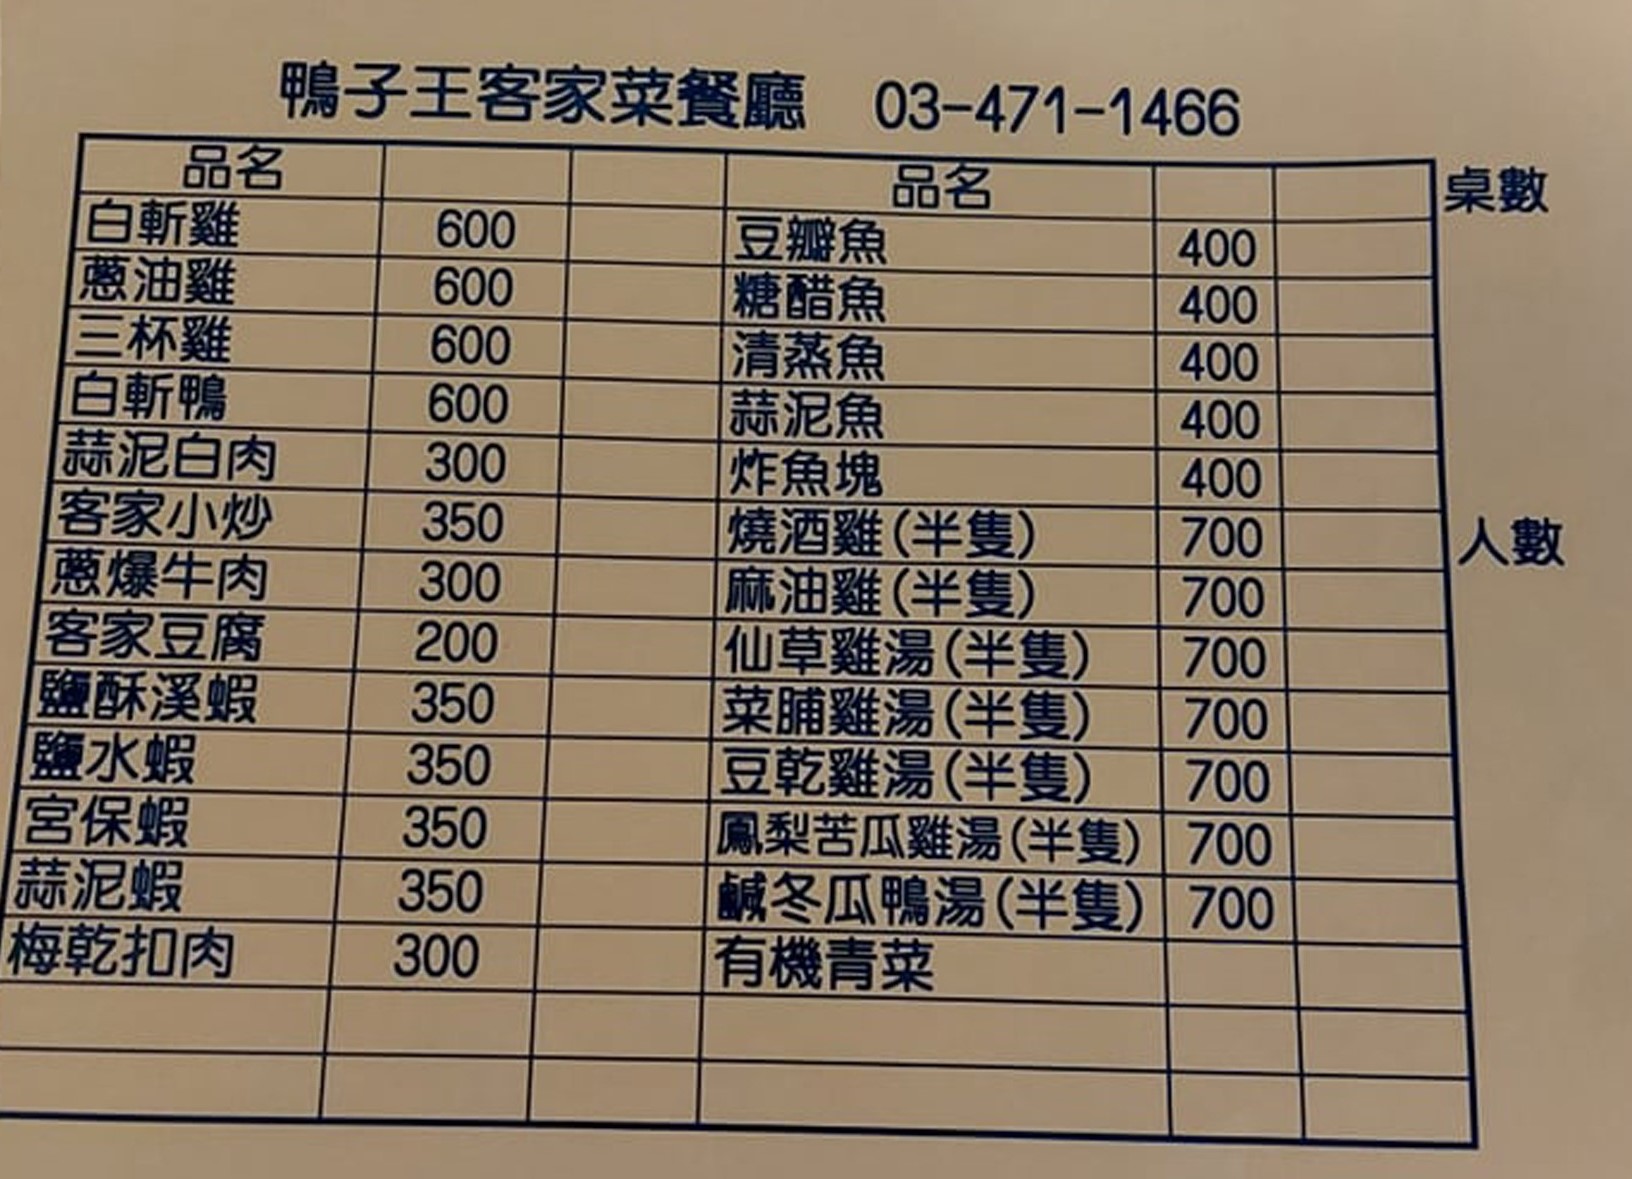 鴨子王客家菜餐廳 03-471-1466
品名 品名 桌數
白斬雞 600 豆瓣魚 400
蔥油雞 600 糖醋魚 400
三杯雞 600 清蒸魚 400
白斬鴨 600 蒜泥魚 400
蒜泥白肉 300 炸魚塊 400
客家小炒 350 燒酒雞(半隻) 700 人數
蔥爆牛肉 300 麻油雞(半隻) 700
客家豆腐 200 仙草雞湯(半隻) 700
鹽酥溪蝦 350 菜脯雞湯(半隻) 700
鹽水蝦 350 豆乾雞湯(半隻) 700
宮保蝦 350 鳳梨苦瓜雞湯(半隻) 700
蒜泥蝦 350 鹹冬瓜鴨湯(半隻) 700
梅乾扣肉 300 有機青菜